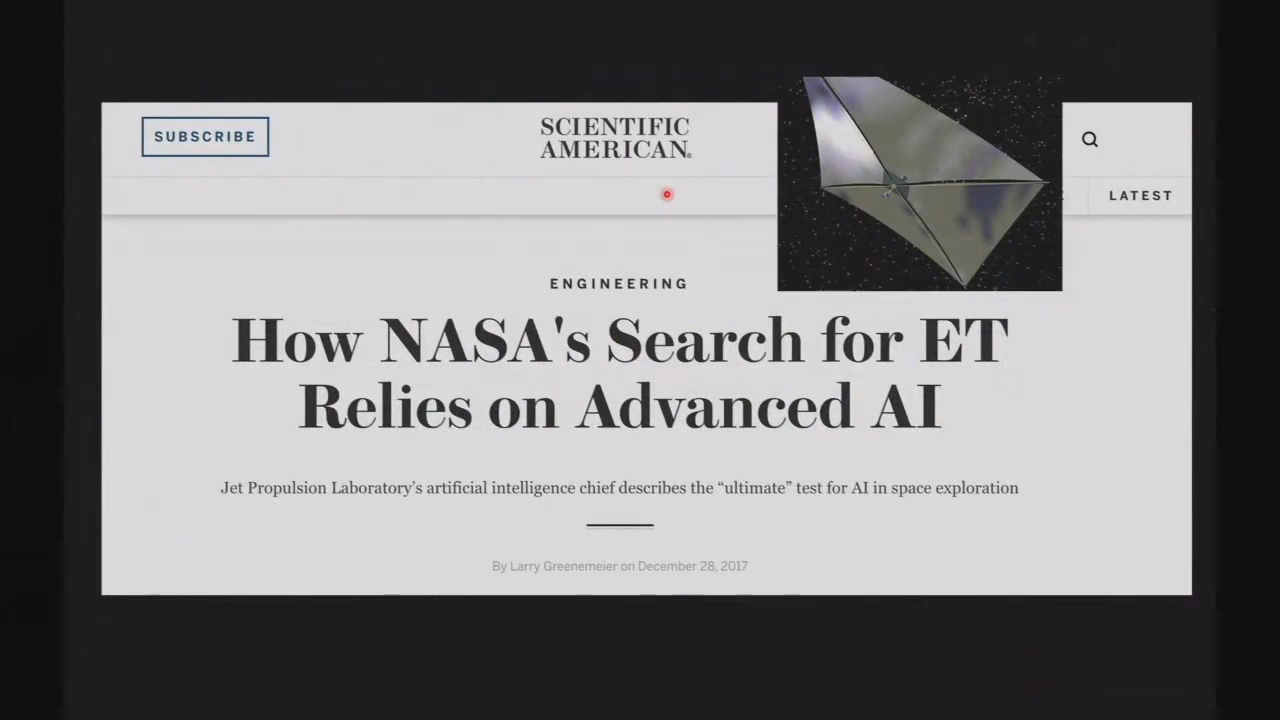 SUBSCRIBE
SCIENTIFIC
AMERICAN®
LATEST
ENGINEERING
How NASA's Search for ET
Relies on Advanced AI
Jet Propulsion Laboratory’s artificial intelligence chief describes the “ultimate” test for AI in space exploration
By Larry Greenemeier on December 28, 2017